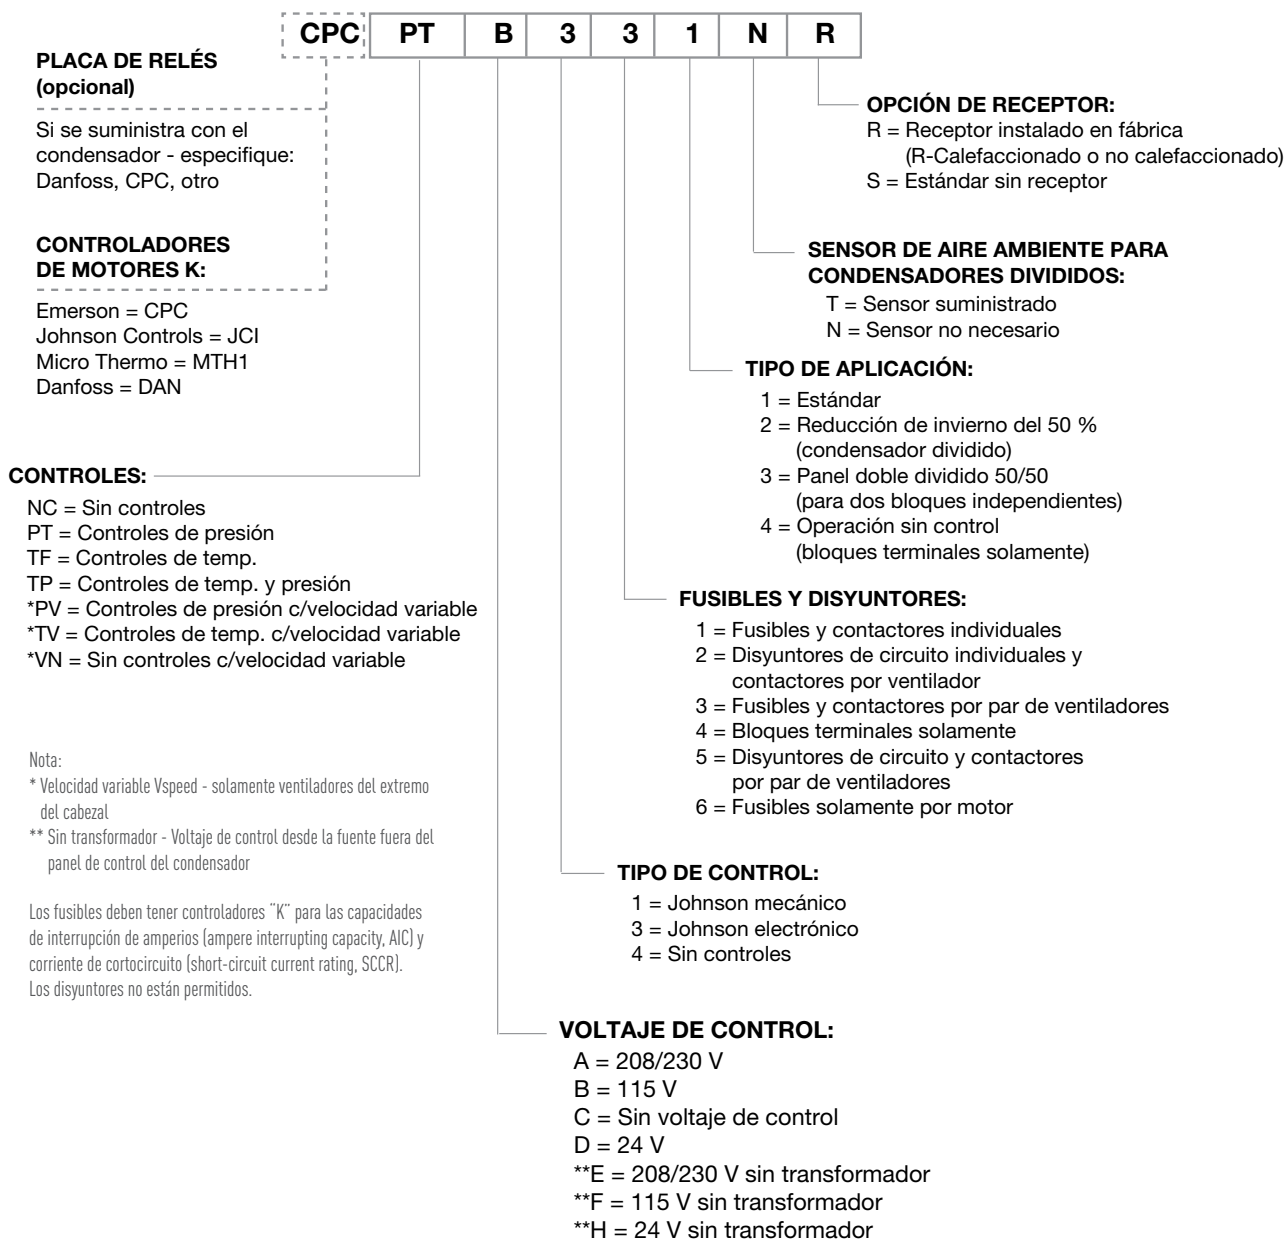 CPC PT B 3 3 1 N R
PLACA DE RELÉS
(opcional)
Si se suministra con el
condensador - especifique:
Danfoss, CPC, otro
CONTROLADORES
DE MOTORES K:
Emerson = CPC
Johnson Controls = JCI
Micro Thermo = MTH1
Danfoss = DAN
CONTROLES:
NC = Sin controles
PT = Controles de presión
TF = Controles de temp.
TP = Controles de temp. y presión
*PV = Controles de presión c/velocidad variable
*TV = Controles de temp. c/velocidad variable
*VN = Sin controles c/velocidad variable
Nota:
* Velocidad variable Vspeed - solamente ventiladores del extremo
del cabezal
** Sin transformador - Voltaje de control desde la fuente fuera del
panel de control del condensador
Los fusibles deben tener controladores ¨K¨ para las capacidades
de interrupción de amperios (ampere interrupting capacity, AIC) y
corriente de cortocircuito (short-circuit current rating, SCCR).
Los disyuntores no están permitidos.
OPCIÓN DE RECEPTOR:
R = Receptor instalado en fábrica
(R-Calefaccionado o no calefaccionado)
S = Estándar sin receptor
SENSOR DE AIRE AMBIENTE PARA
CONDENSADORES DIVIDIDOS:
T = Sensor suministrado
N = Sensor no necesario
TIPO DE APLICACIÓN:
1 = Estándar
2 = Reducción de invierno del 50 %
(condensador dividido)
3 = Panel doble dividido 50/50
(para dos bloques independientes)
4 = Operación sin control
(bloques terminales solamente)
FUSIBLES Y DISYUNTORES:
1 = Fusibles y contactores individuales
2 = Disyuntores de circuito individuales y
contactores por ventilador
3 = Fusibles y contactores por par de ventiladores
4 = Bloques terminales solamente
5 = Disyuntores de circuito y contactores
por par de ventiladores
6 = Fusibles solamente por motor
TIPO DE CONTROL:
1 = Johnson mecánico
3 = Johnson electrónico
4 = Sin controles
VOLTAJE DE CONTROL:
A = 208/230 V
B = 115 V
C = Sin voltaje de control
D = 24 V
**E = 208/230 V sin transformador
**F = 115 V sin transformador
**H = 24 V sin transformador